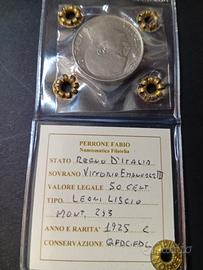 PERRONE FABIO
Numismatica Filatelia
STATO REGNO D'ITALIA
SOVRANO VITTORIO EMANUELE III
VALORE LEGALE 50 CENT.
TIPO LEONI LISCIO
MONT. 233
ANNO E RARITA' 1925 C
CONSERVAZIONE QFDC/FDC